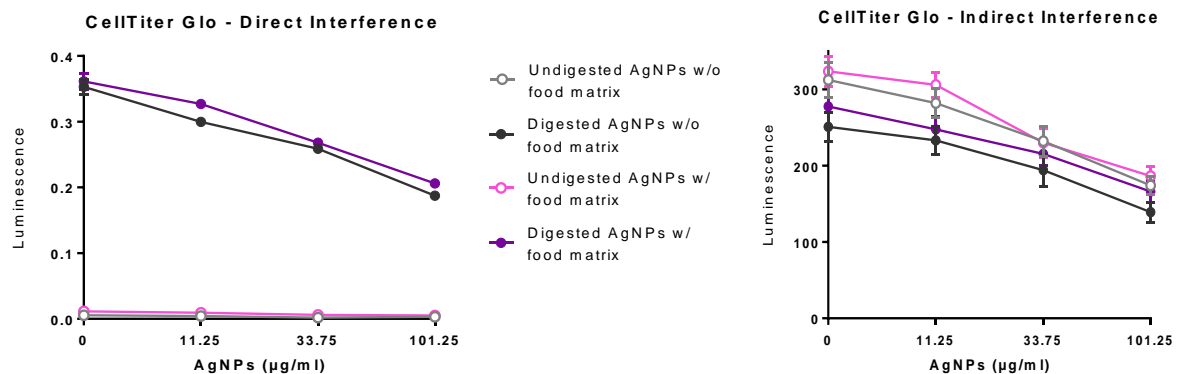 CellTiter Glo - Direct Interference
0.4
0.3
0.2
0.1
0.0
Luminescence
0
11.25
33.75
101.25
AgNPs (µg/ml)
Undigested AgNPs w/o
food matrix
Digested AgNPs w/o
food matrix
Undigested AgNPs w/
food matrix
Digested AgNPs w/
food matrix
CellTiter Glo - Indirect Interference
300
200
100
0
Luminescence
0
11.25
33.75
101.25
AgNPs (µg/ml)